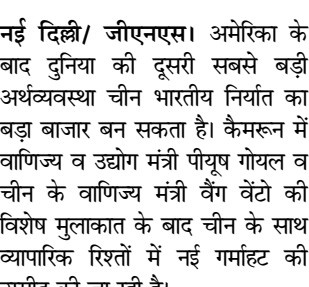 नई दिल्ली/ जीएनएस। अमेरिका के
बाद दुनिया की दूसरी सबसे बड़ी
अर्थव्यवस्था चीन भारतीय निर्यात का
बड़ा बाजार बन सकता है। कैमरून में
वाणिज्य व उद्योग मंत्री पीयूष गोयल व
चीन के वाणिज्य मंत्री वैंग वेंटो की
विशेष मुलाकात के बाद चीन के साथ
व्यापारिक रिश्तों में नई गर्माहट की